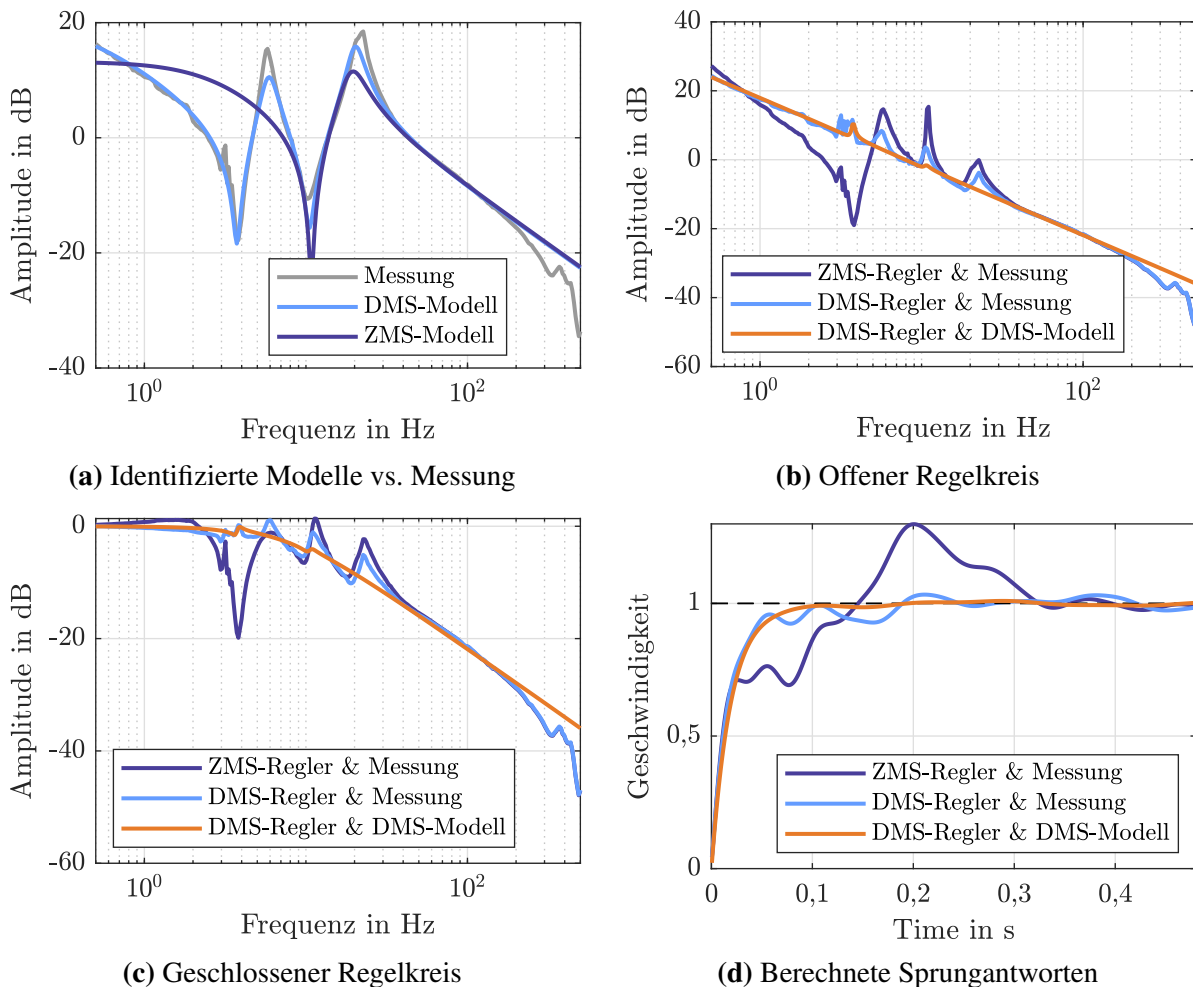 20
0
-20
-40
Amplitude in dB
Messung
DMS-Modell
ZMS-Modell
10^0
10^2
Frequenz in Hz
(a) Identifizierte Modelle vs. Messung
40
20
0
-20
-40
-60
Amplitude in dB
ZMS-Regler & Messung
DMS-Regler & Messung
DMS-Regler & DMS-Modell
10^0
10^2
Frequenz in Hz
(b) Offener Regelkreis
0
-20
-40
-60
Amplitude in dB
ZMS-Regler & Messung
DMS-Regler & Messung
DMS-Regler & DMS-Modell
10^0
10^2
Frequenz in Hz
(c) Geschlossener Regelkreis
1
0,5
0
Geschwindigkeit
ZMS-Regler & Messung
DMS-Regler & Messung
DMS-Regler & DMS-Modell
0
0,1
0,2
0,3
0,4
Time in s
(d) Berechnete Sprungantworten